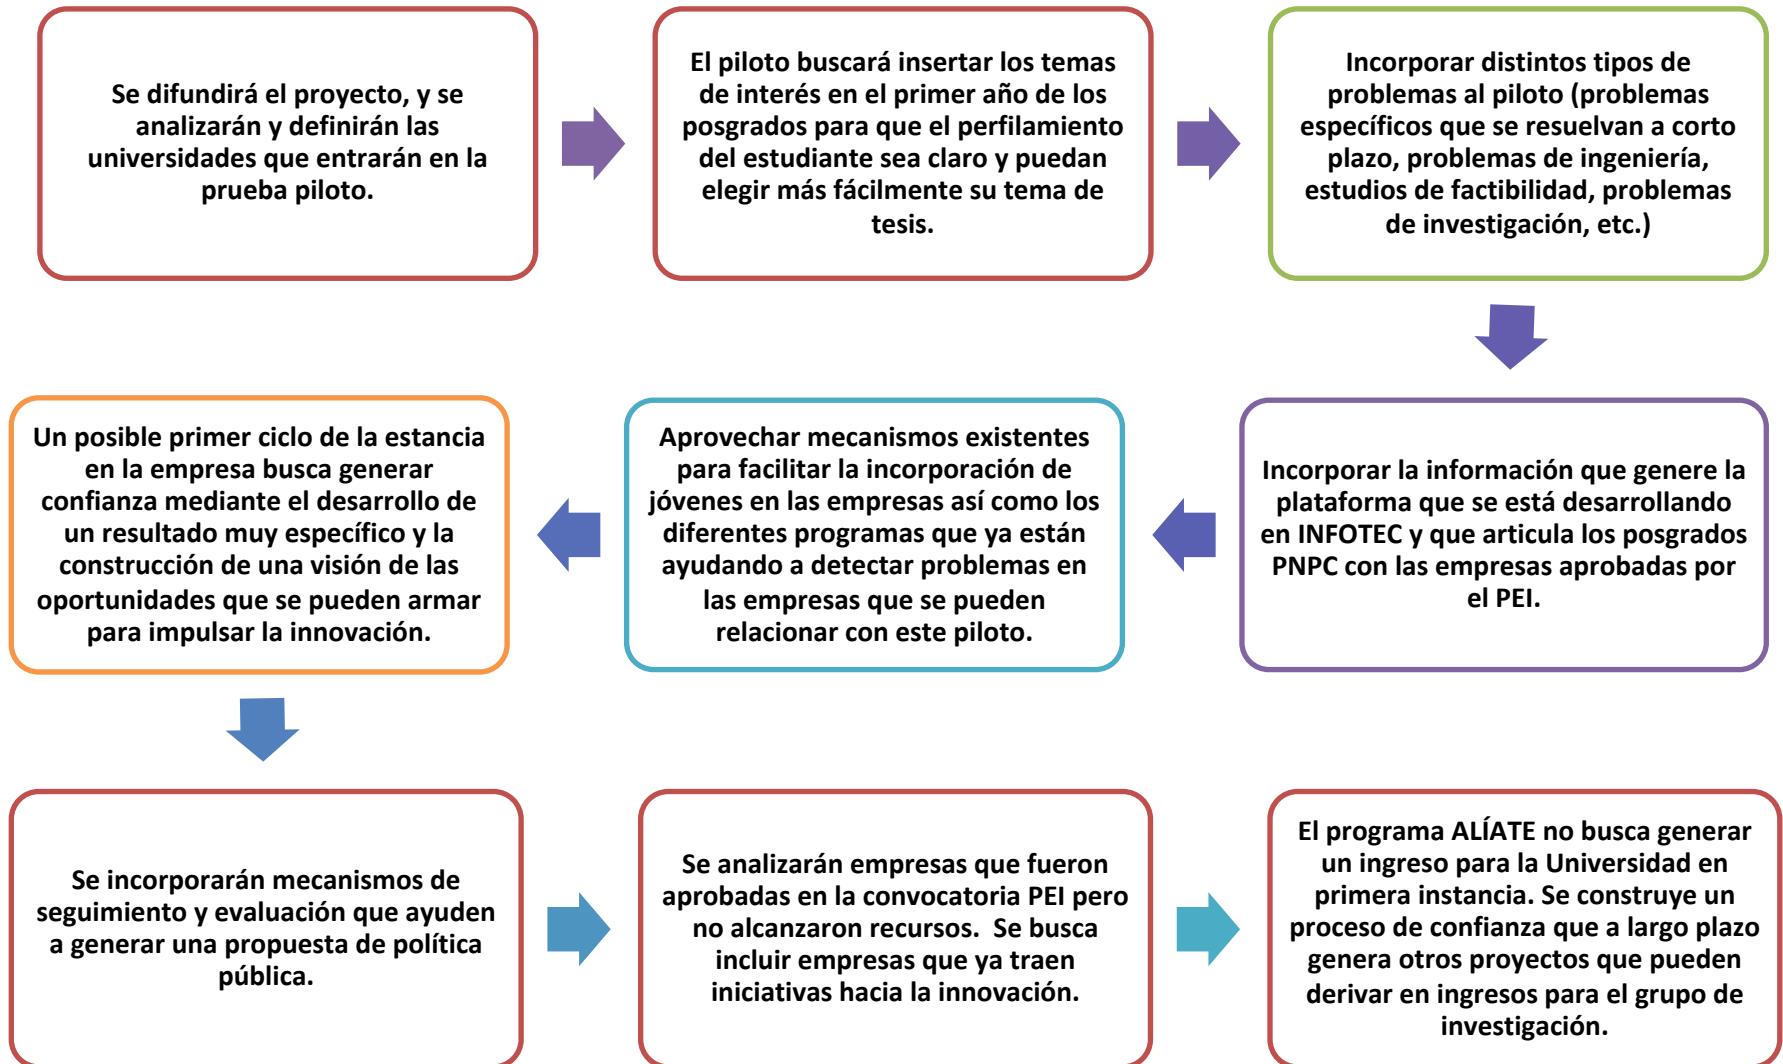 Se difundirá el proyecto, y se
analizarán y definirán las
universidades que entrarán en la
prueba piloto.
El piloto buscará insertar los temas
de interés en el primer año de los
posgrados para que el perfilamiento
del estudiante sea claro y puedan
elegir más fácilmente su tema de
tesis.
Incorporar distintos tipos de
problemas al piloto (problemas
específicos que se resuelvan a corto
plazo, problemas de ingeniería,
estudios de factibilidad, problemas
de investigación, etc.)
Incorporar la información que genere la
plataforma que se está desarrollando
en INFOTEC y que articula los posgrados
PNPC con las empresas aprobadas por
el PEI.
Aprovechar mecanismos existentes
para facilitar la incorporación de
jóvenes en las empresas así como los
diferentes programas que ya están
ayudando a detectar problemas en
las empresas que se pueden
relacionar con este piloto.
Un posible primer ciclo de la estancia
en la empresa busca generar
confianza mediante el desarrollo de
un resultado muy específico y la
construcción de una visión de las
oportunidades que se pueden armar
para impulsar la innovación.
Se incorporarán mecanismos de
seguimiento y evaluación que ayuden
a generar una propuesta de política
pública.
Se analizarán empresas que fueron
aprobadas en la convocatoria PEI pero
no alcanzaron recursos.  Se busca
incluir empresas que ya traen
iniciativas hacia la innovación.
El programa ALÍATE no busca generar
un ingreso para la Universidad en
primera instancia. Se construye un
proceso de confianza que a largo plazo
genera otros proyectos que pueden
derivar en ingresos para el grupo de
investigación.